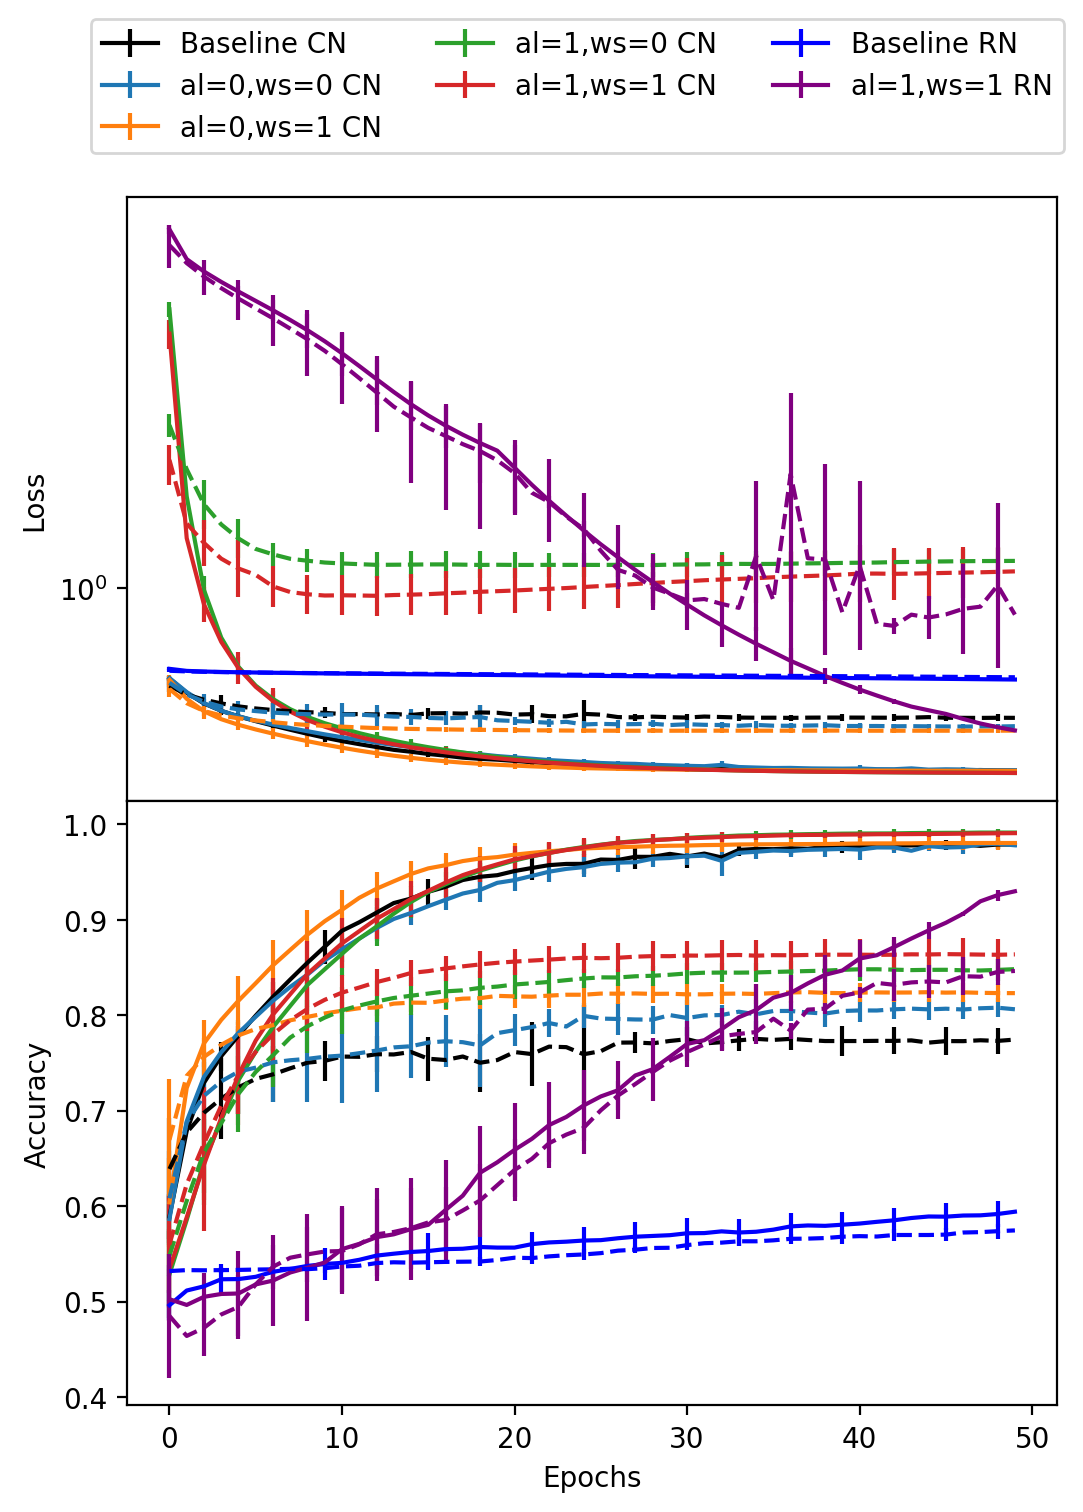 Baseline CN
al=0,ws=0 CN
al=0,ws=1 CN
al=1,ws=0 CN
al=1,ws=1 CN
Baseline RN
al=1,ws=1 RN
Loss
10⁰
Accuracy
1.0
0.9
0.8
0.7
0.6
0.5
0.4
0 10 20 30 40 50
Epochs